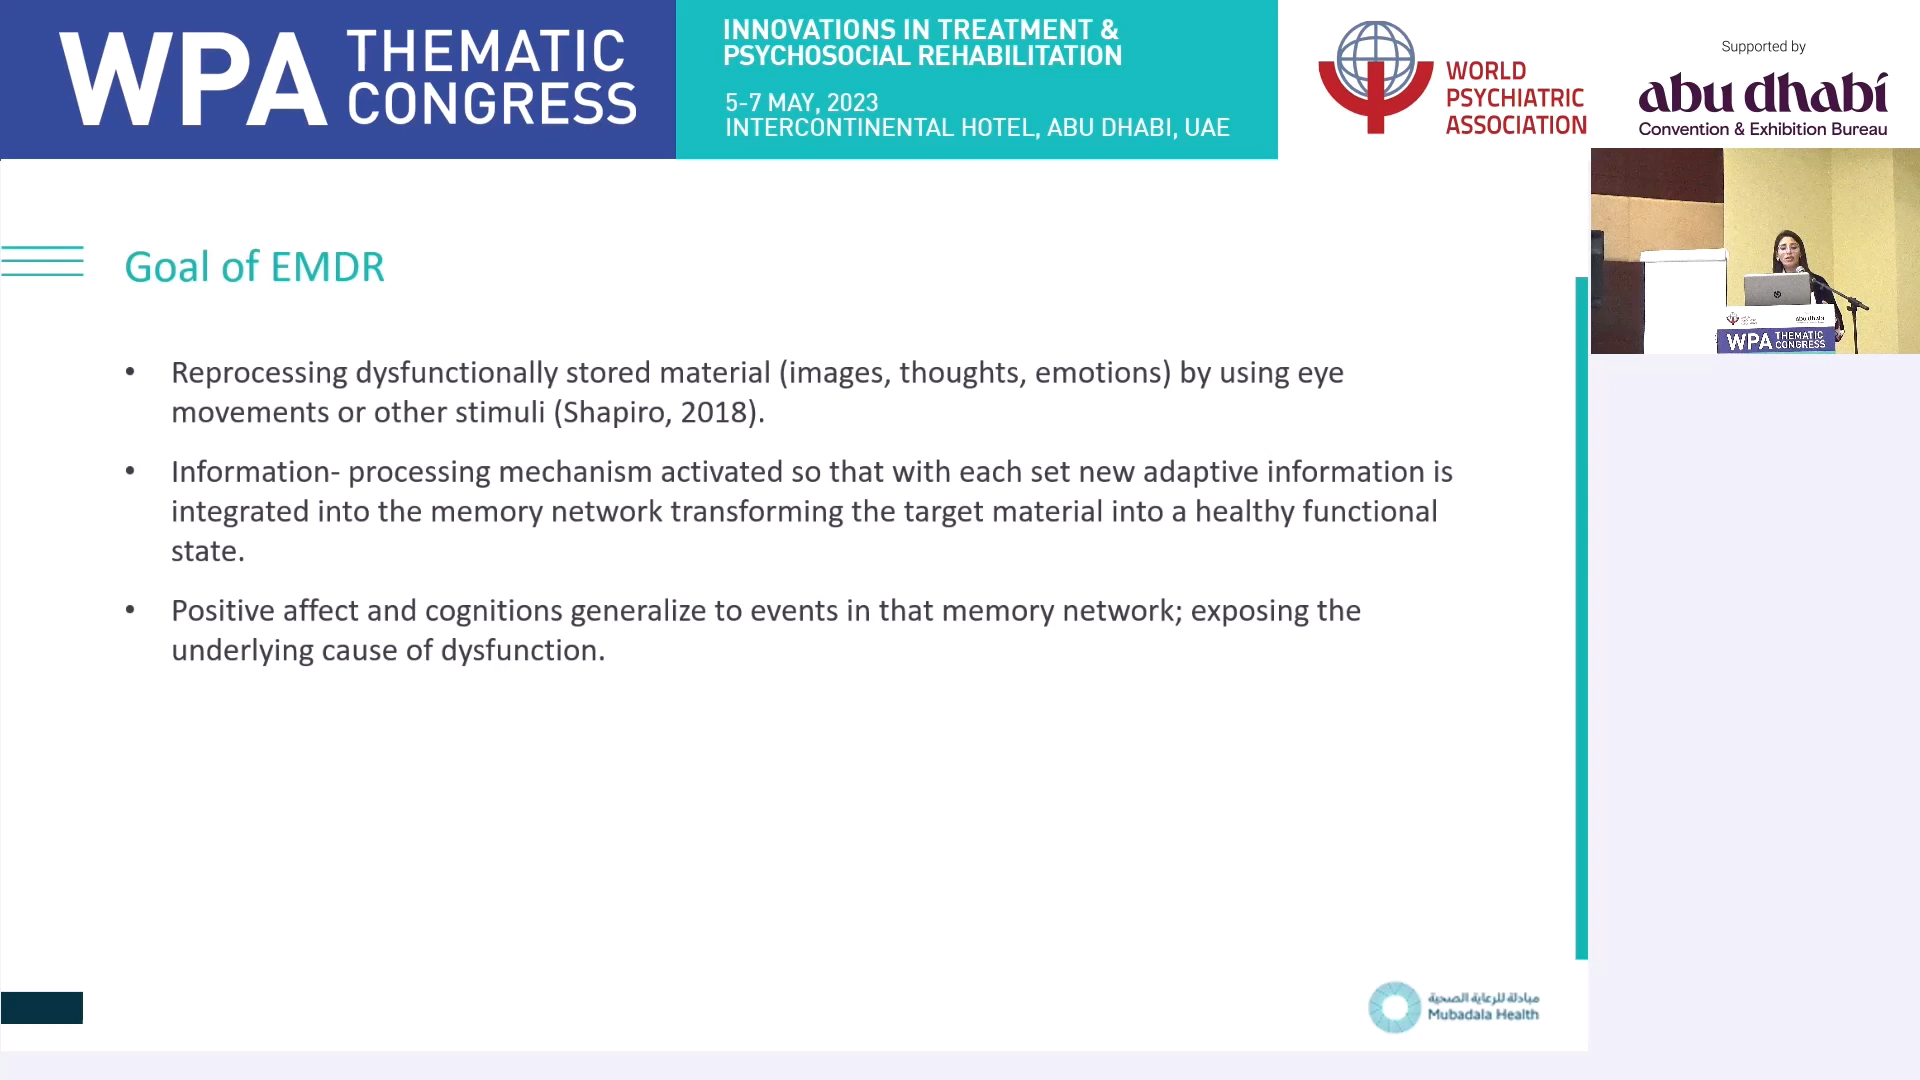 WPA THEMATIC
CONGRESS
INNOVATIONS IN TREATMENT &
PSYCHOSOCIAL REHABILITATION
5-7 MAY, 2023
INTERCONTINENTAL HOTEL, ABU DHABI, UAE
WORLD
PSYCHIATRIC
ASSOCIATION
Supported by
abu dhabi
Convention & Exhibition Bureau
Goal of EMDR
• Reprocessing dysfunctionally stored material (images, thoughts, emotions) by using eye
movements or other stimuli (Shapiro, 2018).
• Information- processing mechanism activated so that with each set new adaptive information is
integrated into the memory network transforming the target material into a healthy functional
state.
• Positive affect and cognitions generalize to events in that memory network; exposing the
underlying cause of dysfunction.
abu dhabi
WPA THEMATIC
CONGRESS
مبادلة للرعاية الصحية
Mubadala Health